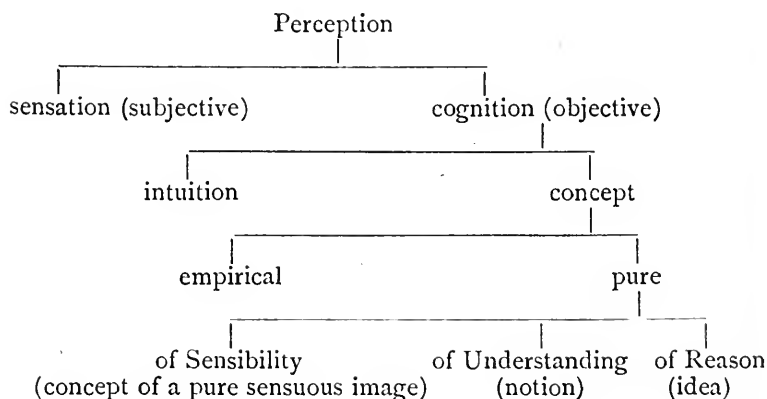 Perception
sensation (subjective) cognition (objective)
intuition concept
empirical pure
of Sensibility of Understanding of Reason
(concept of a pure sensuous image) (notion) (idea)